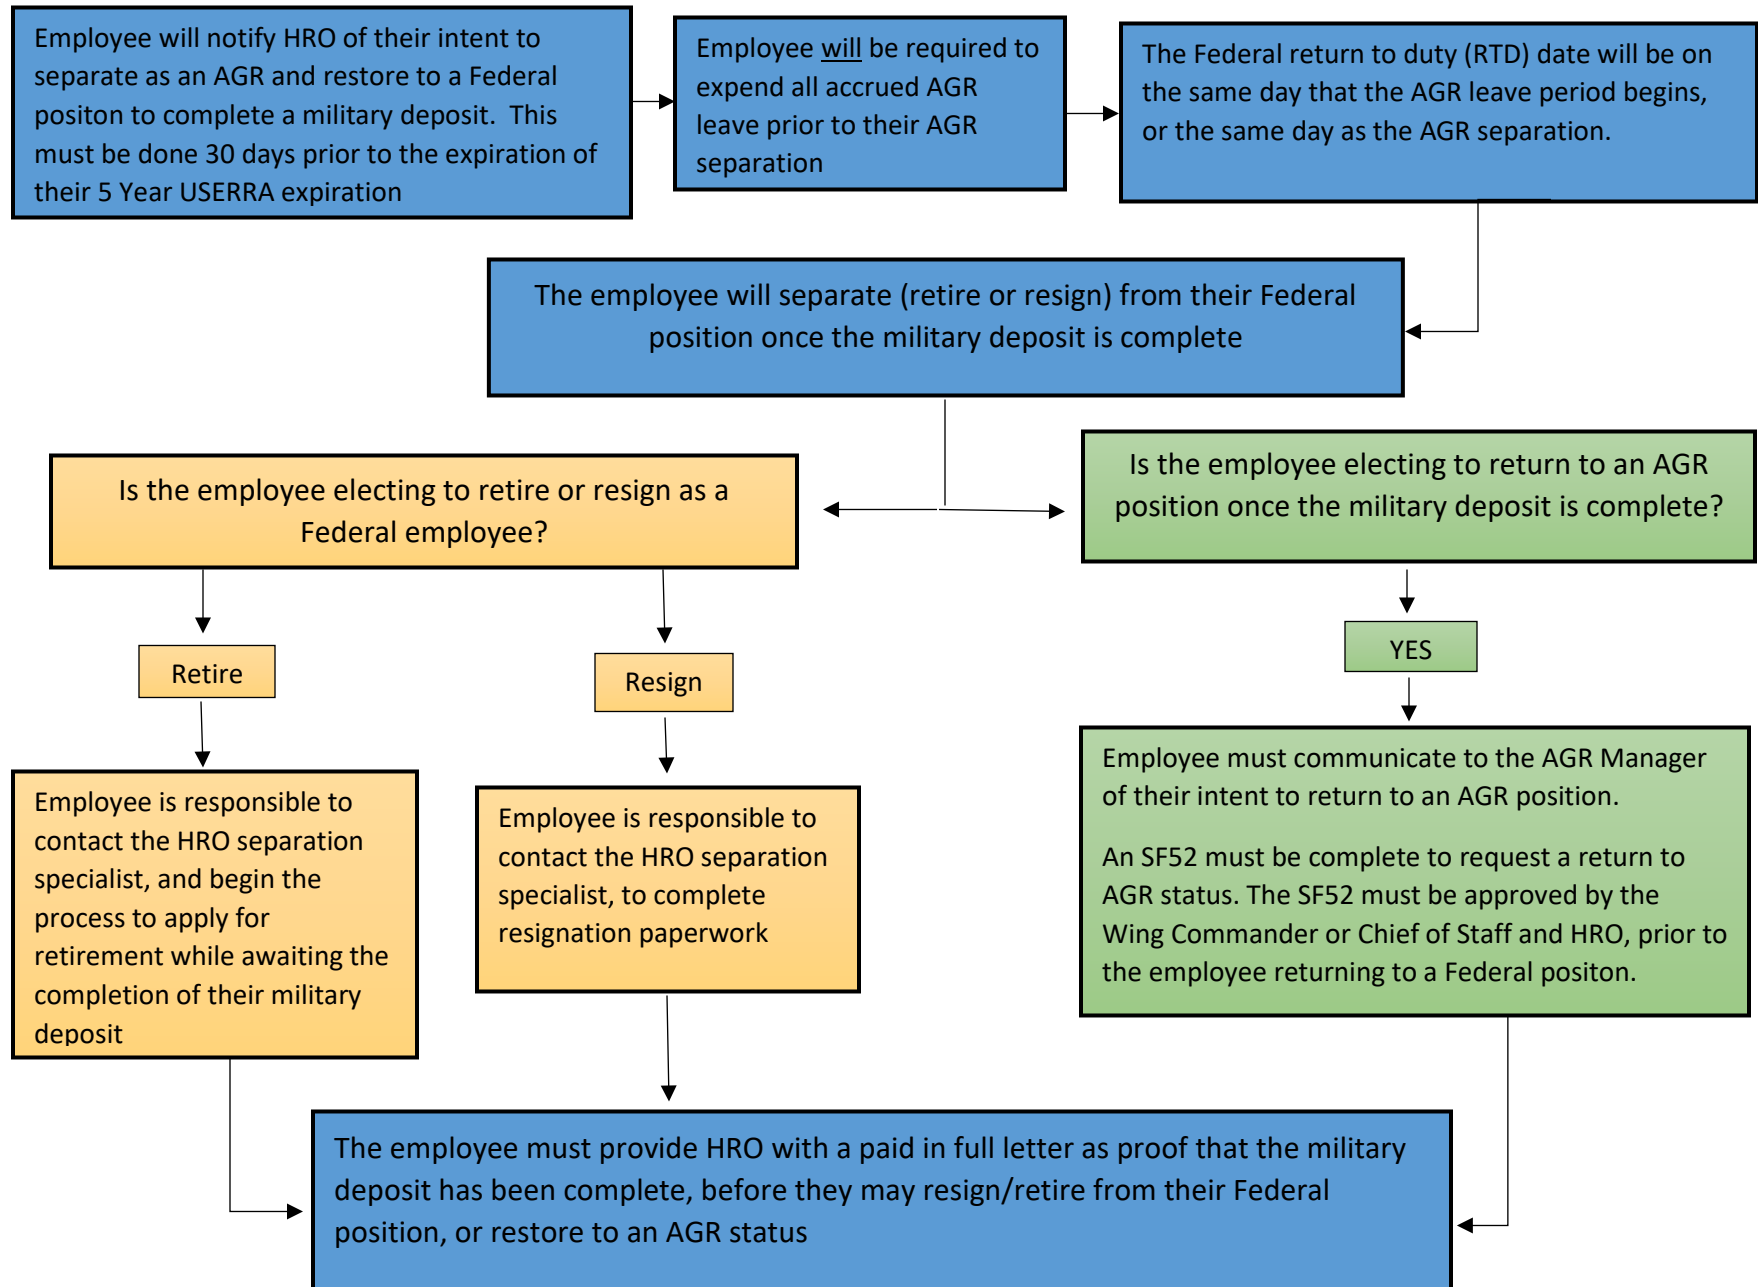 Employee will notify HRO of their intent to
separate as an AGR and restore to a Federal
positon to complete a military deposit.  This
must be done 30 days prior to the expiration of
their 5 Year USERRA expiration
Employee will be required to
expend all accrued AGR
leave prior to their AGR
separation
The Federal return to duty (RTD) date will be on
the same day that the AGR leave period begins,
or the same day as the AGR separation.
The employee will separate (retire or resign) from their Federal
position once the military deposit is complete
Is the employee electing to retire or resign as a
Federal employee?
Is the employee electing to return to an AGR
position once the military deposit is complete?
Retire
Resign
YES
Employee is responsible to
contact the HRO separation
specialist, and begin the
process to apply for
retirement while awaiting the
completion of their military
deposit
Employee is responsible to
contact the HRO separation
specialist, to complete
resignation paperwork
Employee must communicate to the AGR Manager
of their intent to return to an AGR position.
An SF52 must be complete to request a return to
AGR status. The SF52 must be approved by the
Wing Commander or Chief of Staff and HRO, prior to
the employee returning to a Federal positon.
The employee must provide HRO with a paid in full letter as proof that the military
deposit has been complete, before they may resign/retire from their Federal
position, or restore to an AGR status